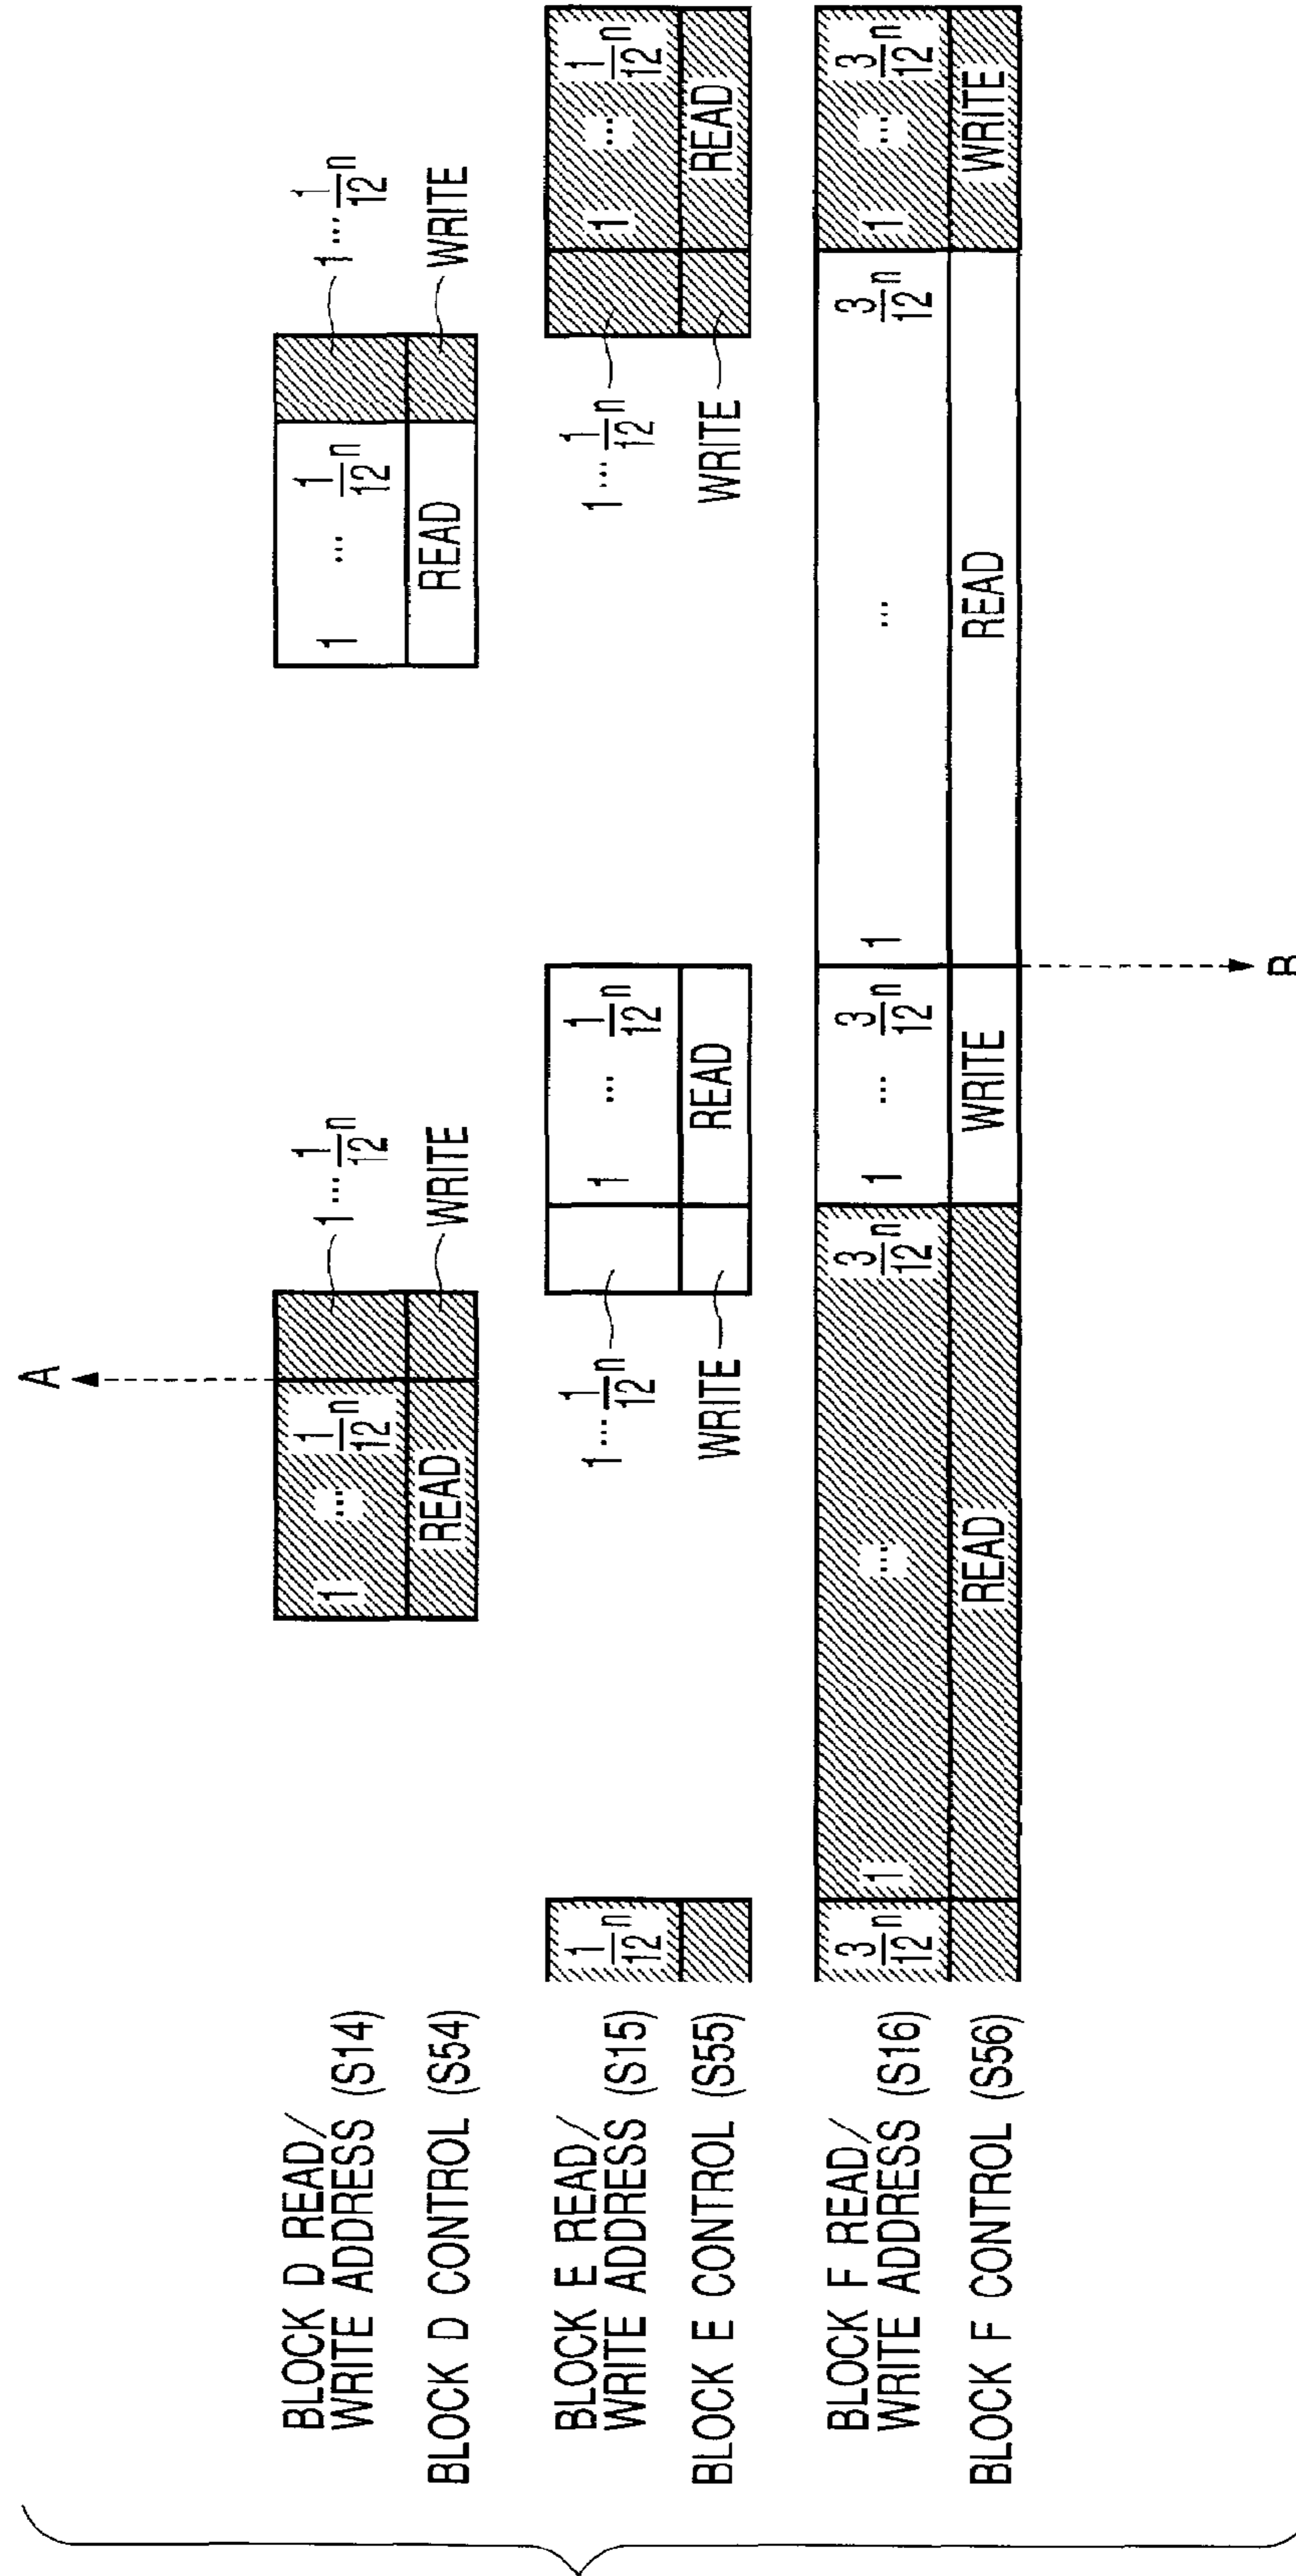 A
BLOCK D READ/
WRITE ADDRESS (S14)
1 ... 1/12 n 1 ... 1/12 n 1 ... 1/12 n 1 ... 1/12 n
BLOCK D CONTROL (S54)
READ WRITE READ WRITE
BLOCK E READ/
WRITE ADDRESS (S15)
1/12 n 1 ... 1/12 n 1 ... 1/12 n 1 ... 1/12 n 1 ... 1/12 n
BLOCK E CONTROL (S55)
WRITE READ WRITE READ
BLOCK F READ/
WRITE ADDRESS (S16)
3/12 n 1 ... 3/12 n 1 ... 3/12 n 1 ... 3/12 n 1 ... 3/12 n
BLOCK F CONTROL (S56)
READ WRITE READ WRITE
B